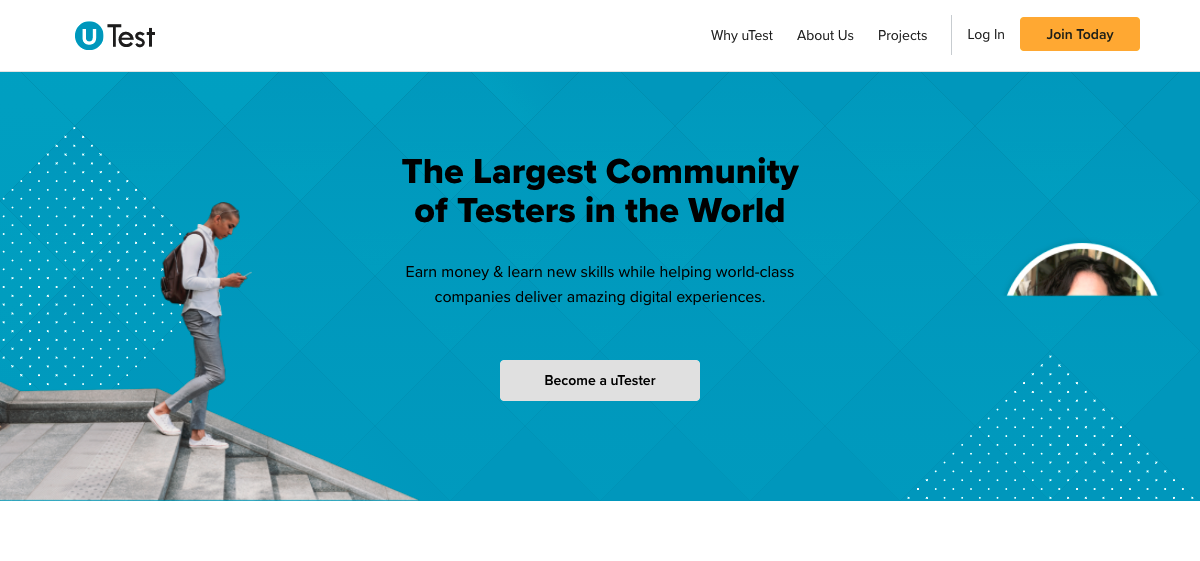 uTest
Why uTest
About Us
Projects
Log In
Join Today
The Largest Community
of Testers in the World
Earn money & learn new skills while helping world-class
companies deliver amazing digital experiences.
Become a uTester